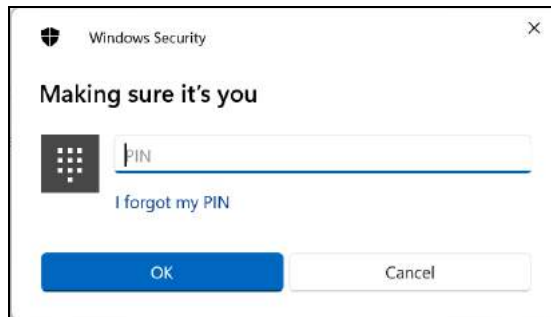 Windows Security
Making sure it's you
PIN
I forgot my PIN
OK
Cancel